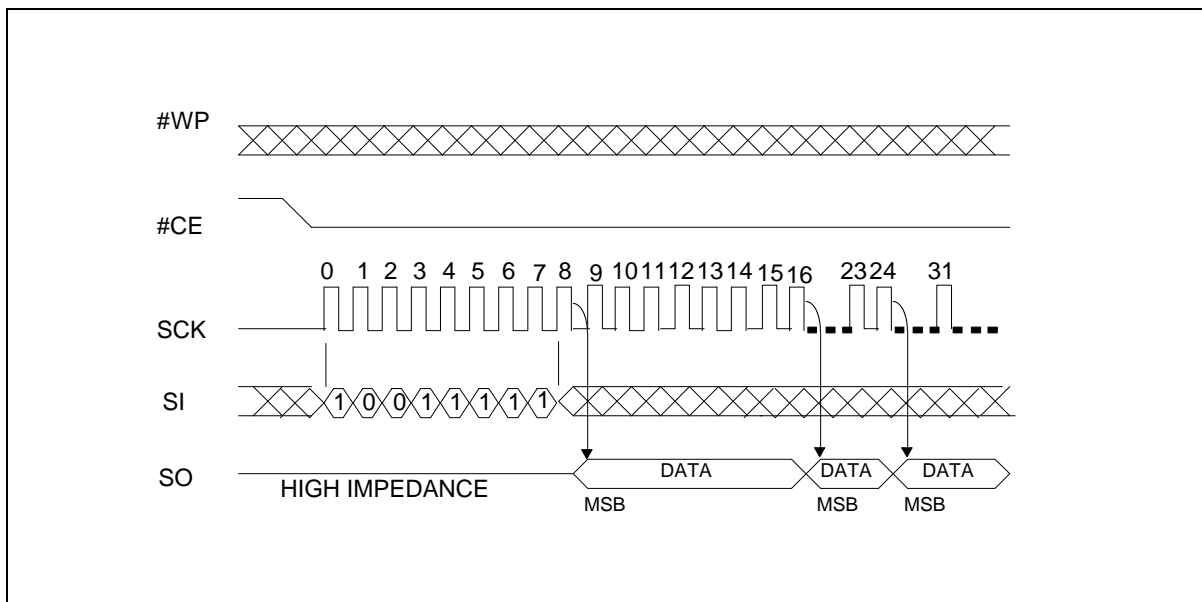 #WP
#CE
0 1 2 3 4 5 6 7 8 9 10 11 12 13 14 15 16 23 24 31
SCK
SI 1 0 0 1 1 1 1 1
SO DATA DATA DATA
HIGH IMPEDANCE
MSB MSB MSB